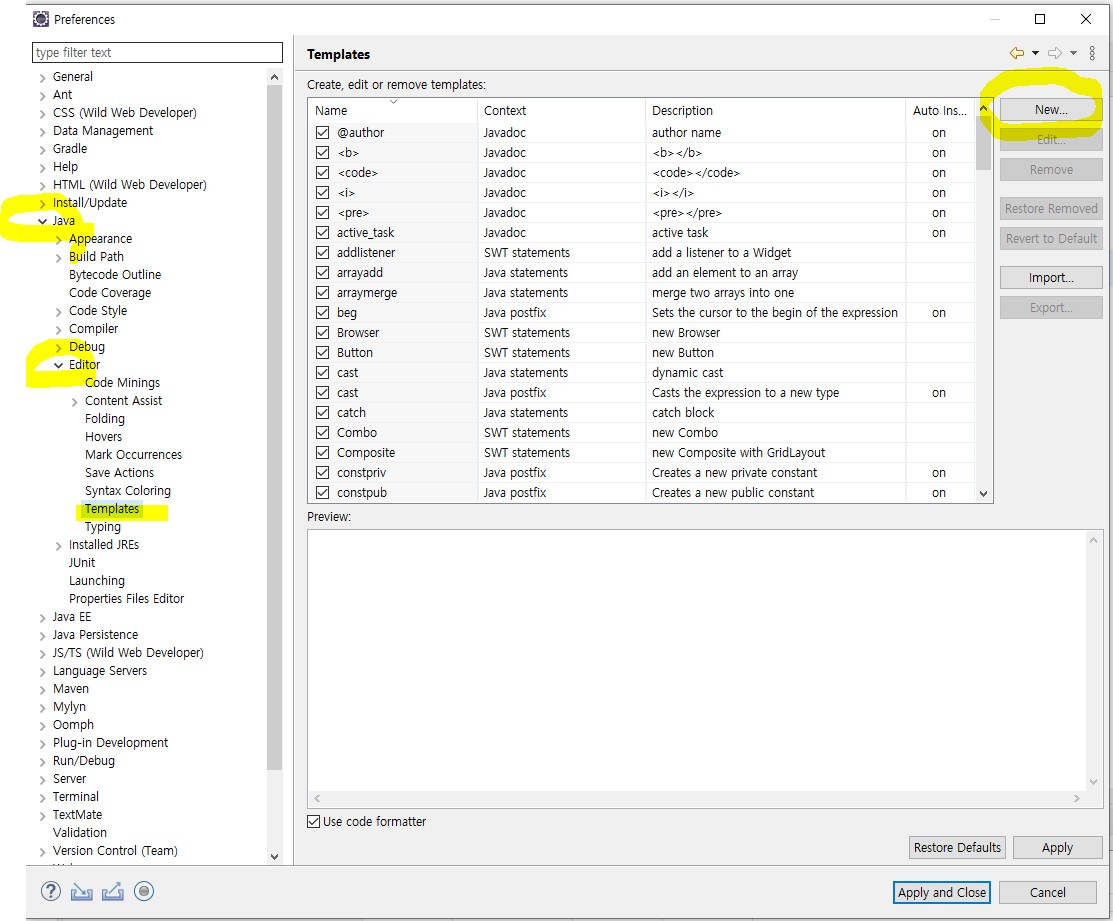 Preferences
type filter text
General
Ant
CSS (Wild Web Developer)
Data Management
Gradle
Help
HTML (Wild Web Developer)
Install/Update
Java
Appearance
Build Path
Bytecode Outline
Code Coverage
Code Style
Compiler
Debug
Editor
Code Minings
Content Assist
Folding
Hovers
Mark Occurrences
Save Actions
Syntax Coloring
Templates
Typing
Installed JREs
JUnit
Launching
Properties Files Editor
Java EE
Java Persistence
JS/TS (Wild Web Developer)
Language Servers
Maven
Mylyn
Oomph
Plug-in Development
Run/Debug
Server
Terminal
TextMate
Validation
Version Control (Team)
Templates
Create, edit or remove templates:
Name Context Description Auto Ins...
@author Javadoc author name on
<b> Javadoc <b></b> on
<code> Javadoc <code></code> on
<i> Javadoc <i></i> on
<pre> Javadoc <pre></pre> on
active_task Javadoc active task on
addlistener SWT statements add a listener to a Widget
arrayadd Java statements add an element to an array
arraymerge Java statements merge two arrays into one
beg Java postfix Sets the cursor to the begin of the expression on
Browser SWT statements new Browser
Button SWT statements new Button
cast Java statements dynamic cast
cast Java postfix Casts the expression to a new type on
catch Java statements catch block
Combo SWT statements new Combo
Composite SWT statements new Composite with GridLayout
constpriv Java postfix Creates a new private constant on
constpub Java postfix Creates a new public constant on
New...
Edit...
Remove
Restore Removed
Revert to Default
Import...
Export...
Preview:
Use code formatter
Restore Defaults Apply
Apply and Close Cancel